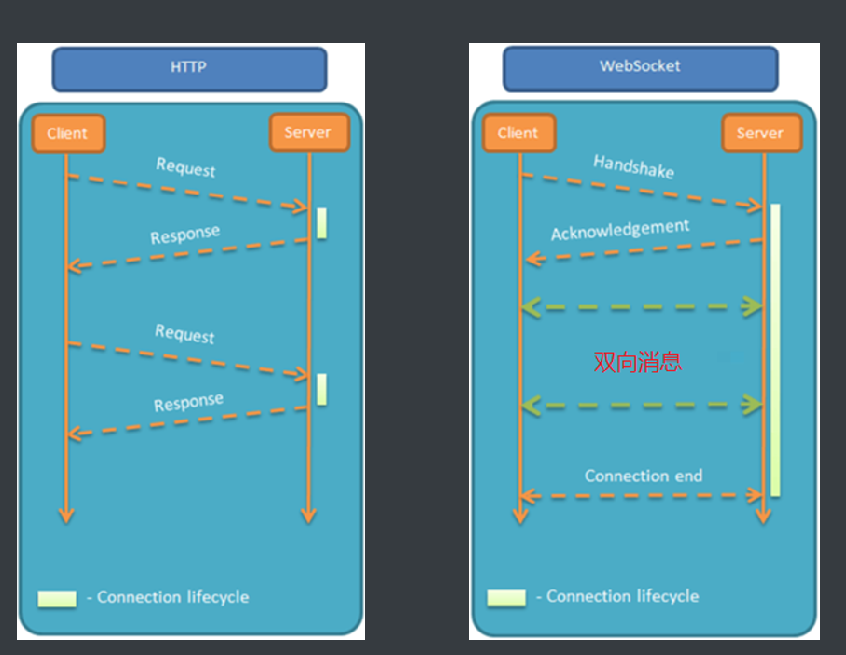 HTTP
Client
Server
Request
Response
Request
Response
- Connection lifecycle
WebSocket
Client
Server
Handshake
Acknowledgement
双向消息
Connection end
- Connection lifecycle